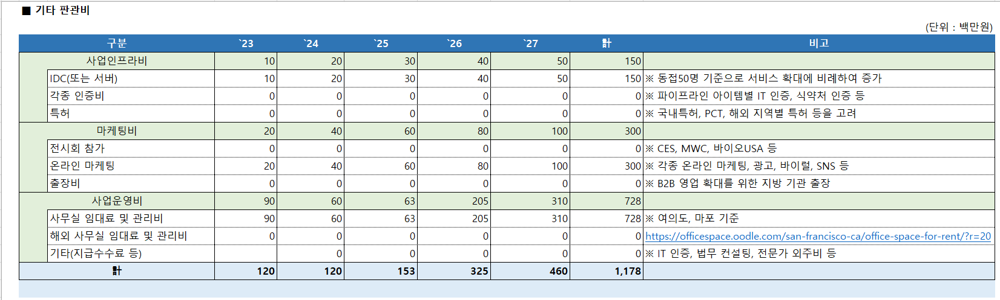 ■ 기타 판관비
(단위 : 백만원)
구분 `23 `24 `25 `26 `27 計 비고
사업인프라비 10 20 30 40 50 150
IDC(또는 서버) 10 20 30 40 50 150 ※ 동접50명 기준으로 서비스 확대에 비례하여 증가
각종 인증비 0 0 0 0 0 0 ※ 파이프라인 아이템별 IT 인증, 식약처 인증 등
특허 0 0 0 0 0 0 ※ 국내특허, PCT, 해외 지역별 특허 등을 고려
마케팅비 20 40 60 80 100 300
전시회 참가 0 0 0 0 0 0 ※ CES, MWC, 바이오USA 등
온라인 마케팅 20 40 60 80 100 300 ※ 각종 온라인 마케팅, 광고, 바이럴, SNS 등
출장비 0 0 0 0 0 0 ※ B2B 영업 확대를 위한 지방 기관 출장
사업운영비 90 60 63 205 310 728
사무실 임대료 및 관리비 90 60 63 205 310 728 ※ 여의도, 마포 기준
해외 사무실 임대료 및 관리비 0 0 0 0 0 0 https://officespace.oodle.com/san-francisco-ca/office-space-for-rent/?r=20
기타(지급수수료 등) 0 0 0 0 0 ※ IT 인증, 법무 컨설팅, 전문가 외주비 등
計 120 120 153 325 460 1,178